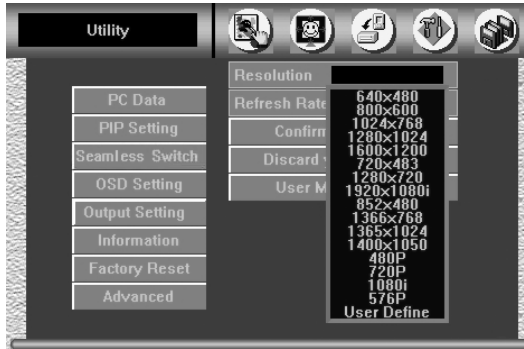 Utility
PC Data
PIP Setting
Seamless Switch
OSD Setting
Output Setting
Information
Factory Reset
Advanced
Resolution
Refresh Rate
Confirm
Discard
User M
640x480
800x600
1024x768
1280x1024
1600x1200
720x483
1280x720
1920x1080i
852x480
1366x768
1365x1024
1400x1050
480P
720P
1080i
576P
User Define